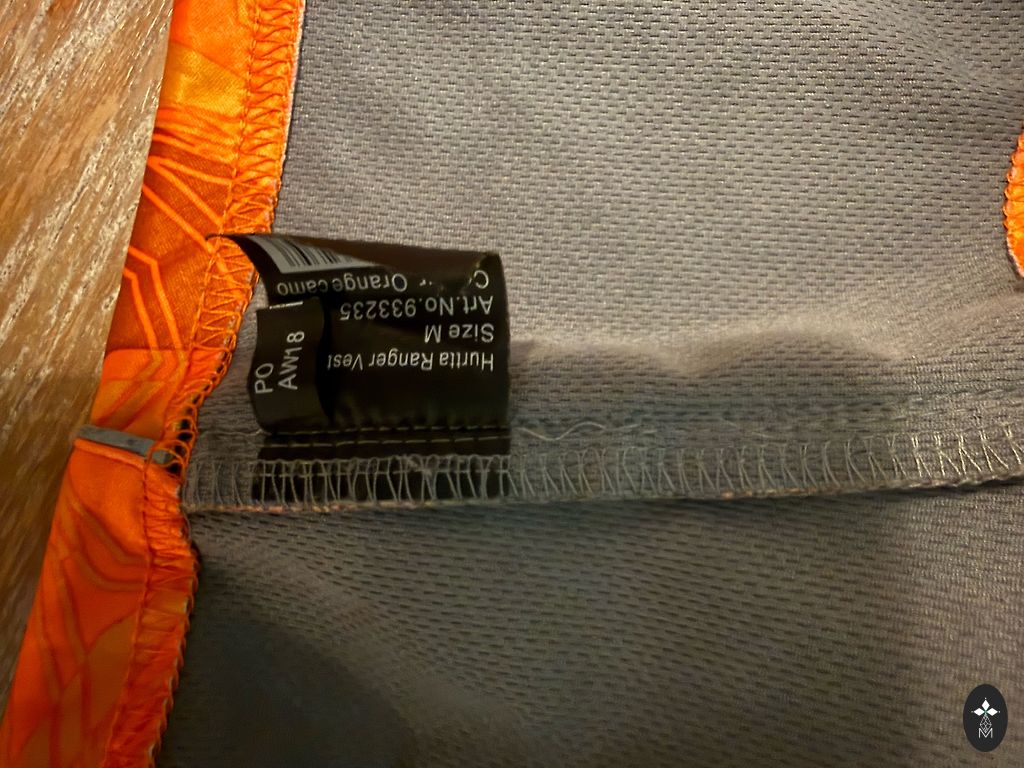 Hurtta Ranger Vest
Size M
Art.No.933235
Orange camo
PO
AW18
M